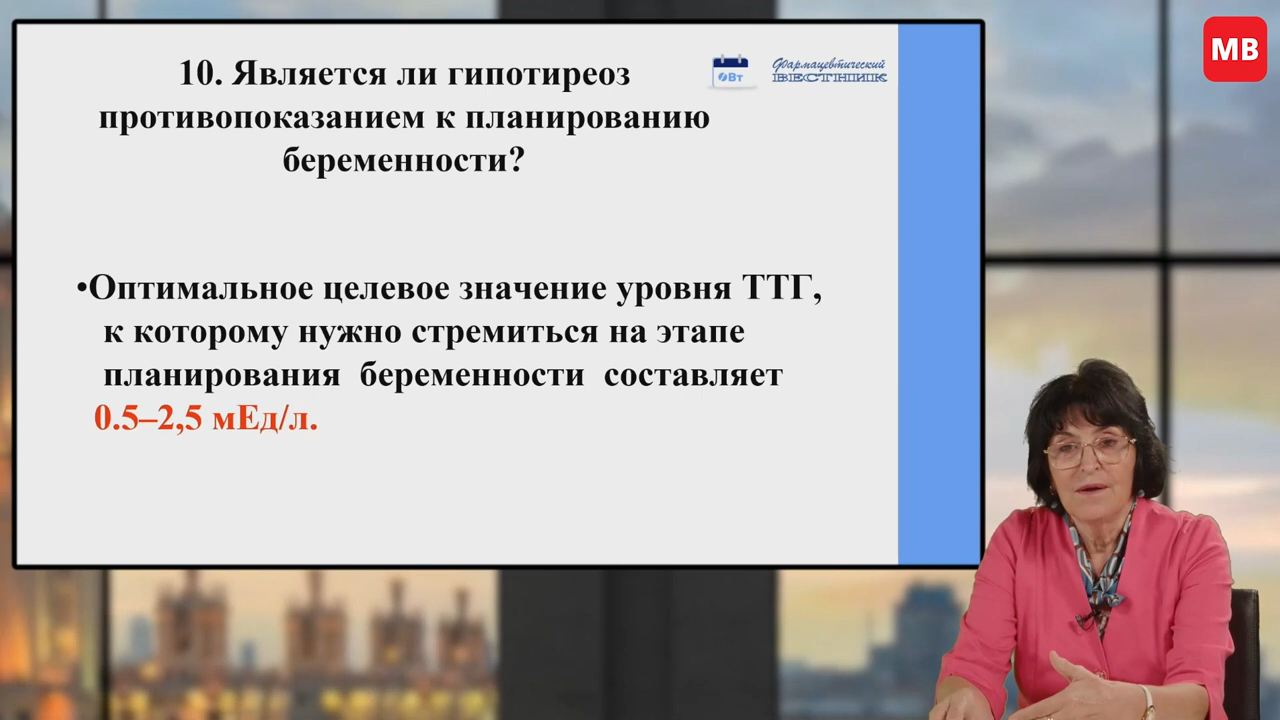 10. Является ли гипотиреоз
противопоказанием к планированию
беременности?
ФВт
Фармацевтический
ВЕСТНИК
МВ
•Оптимальное целевое значение уровня ТТГ,
к которому нужно стремиться на этапе
планирования беременности составляет
0.5–2,5 мЕд/л.